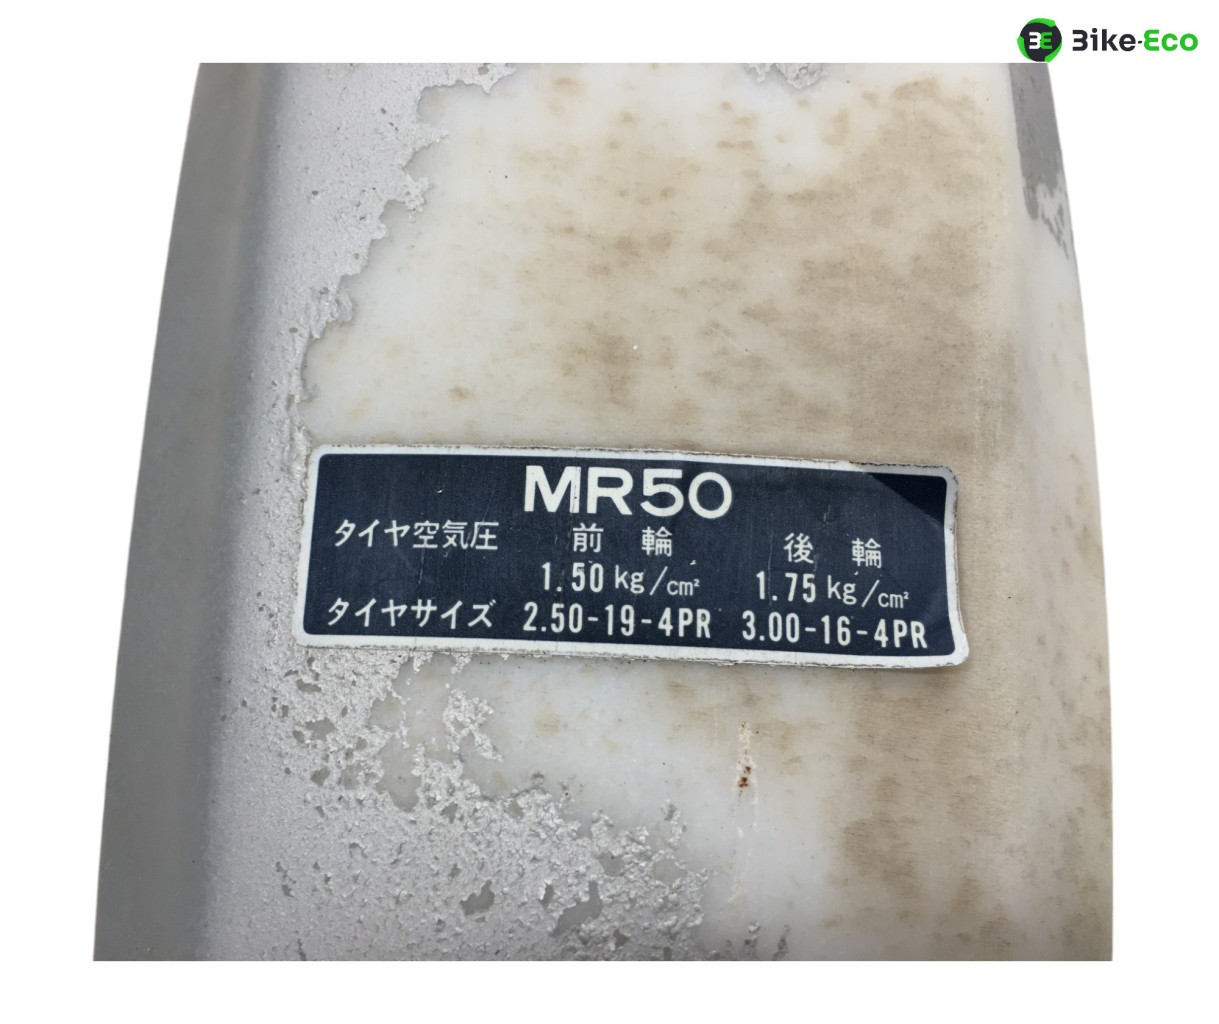 Bike-Eco
MR50
タイヤ空気圧 前輪 後輪
1.50 kg/cm² 1.75 kg/cm²
タイヤサイズ 2.50-19-4PR 3.00-16-4PR